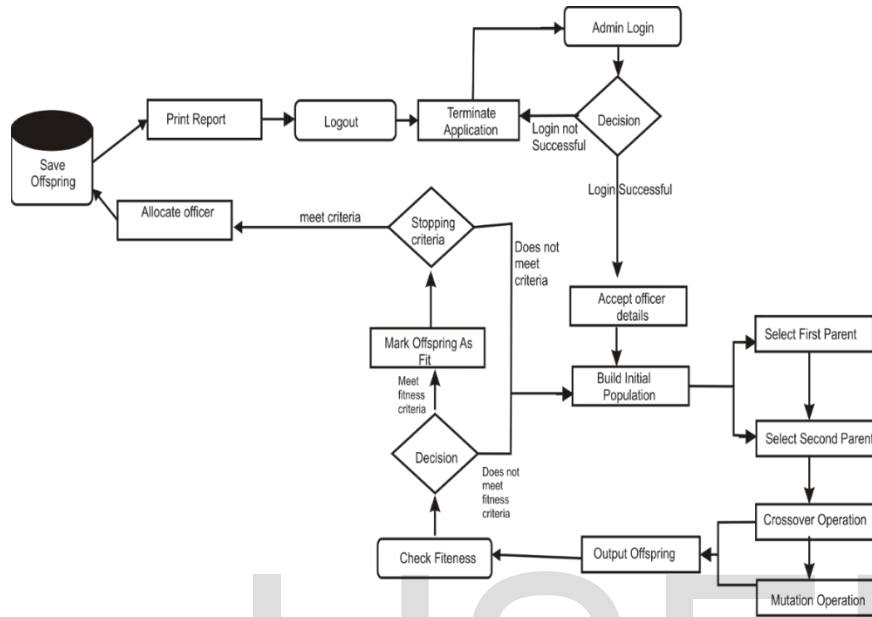 Admin Login
Print Report
Logout
Terminate
Application
Login not
Successful
Decision
Save
Offspring
Login Successful
Allocate officer
meet criteria
Stopping
criteria
Does not
meet
criteria
Accept officer
details
Mark Offspring As
Fit
Select First Parent
Build Initial
Population
Meet
fitness
criteria
Decision
Select Second Parent
Does not
meet
fitness
criteria
Crossover Operation
Check Fiteness
Output Offspring
Mutation Operation